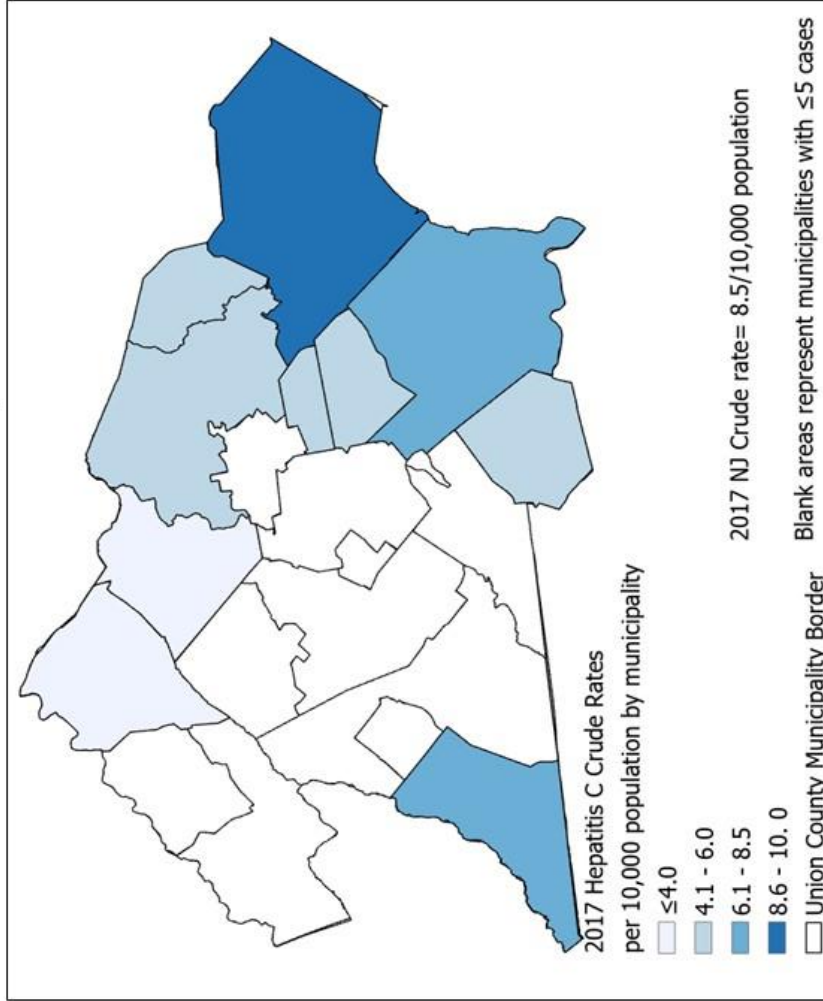 2017 Hepatitis C Crude Rates
per 10,000 population by municipality
≤4.0
4.1 - 6.0
6.1 - 8.5
8.6 - 10. 0
Union County Municipality Border
2017 NJ Crude rate= 8.5/10,000 population
Blank areas represent municipalities with ≤5 cases